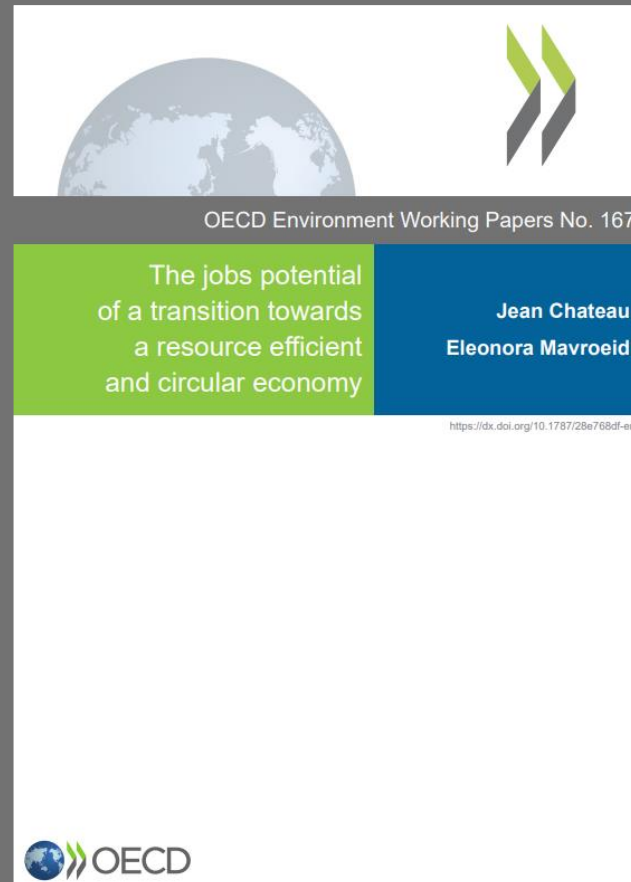 OECD Environment Working Papers No. 167
The jobs potential
of a transition towards
a resource efficient
and circular economy
Jean Chateau
Eleonora Mavroeid
https://dx.doi.org/10.1787/28e768df-en
OECD